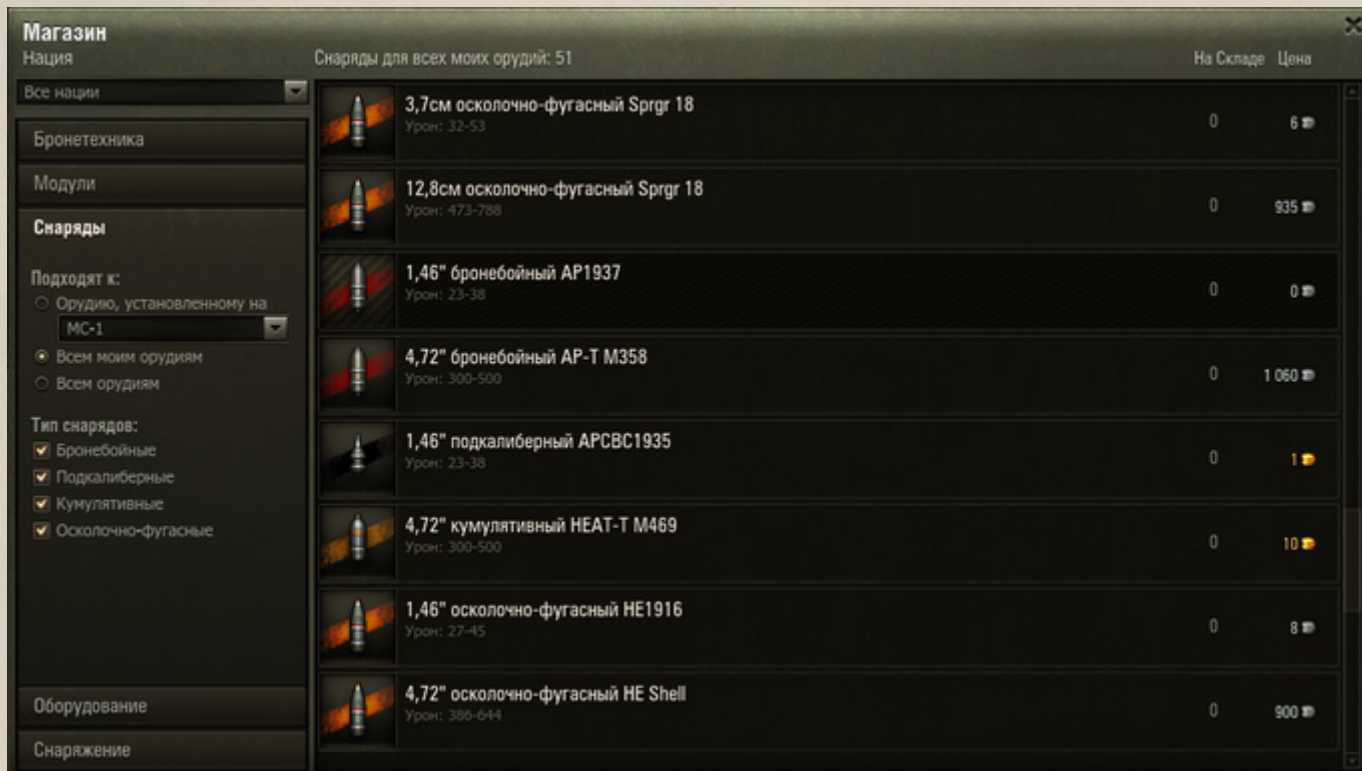 Магазин
Нация
Снаряды для всех моих орудий: 51
На Складе Цена
Все нации
Бронетехника
Модули
Снаряды
Подходят к:
Орудию, установленному на
МС-1
Всем моим орудиям
Всем орудиям
Тип снарядов:
Бронебойные
Подкалиберные
Кумулятивные
Осколочно-фугасные
Оборудование
Снаряжение
3,7см осколочно-фугасный Sprgr 18
Урон: 32-53
0 6
12,8см осколочно-фугасный Sprgr 18
Урон: 473-788
0 935
1,46" бронебойный AP1937
Урон: 23-38
0 0
4,72" бронебойный AP-T M358
Урон: 300-500
0 1 060
1,46" подкалиберный APCBC1935
Урон: 23-38
0 1
4,72" кумулятивный HEAT-T M469
Урон: 300-500
0 10
1,46" осколочно-фугасный HE1916
Урон: 27-45
0 8
4,72" осколочно-фугасный HE Shell
Урон: 386-644
0 900